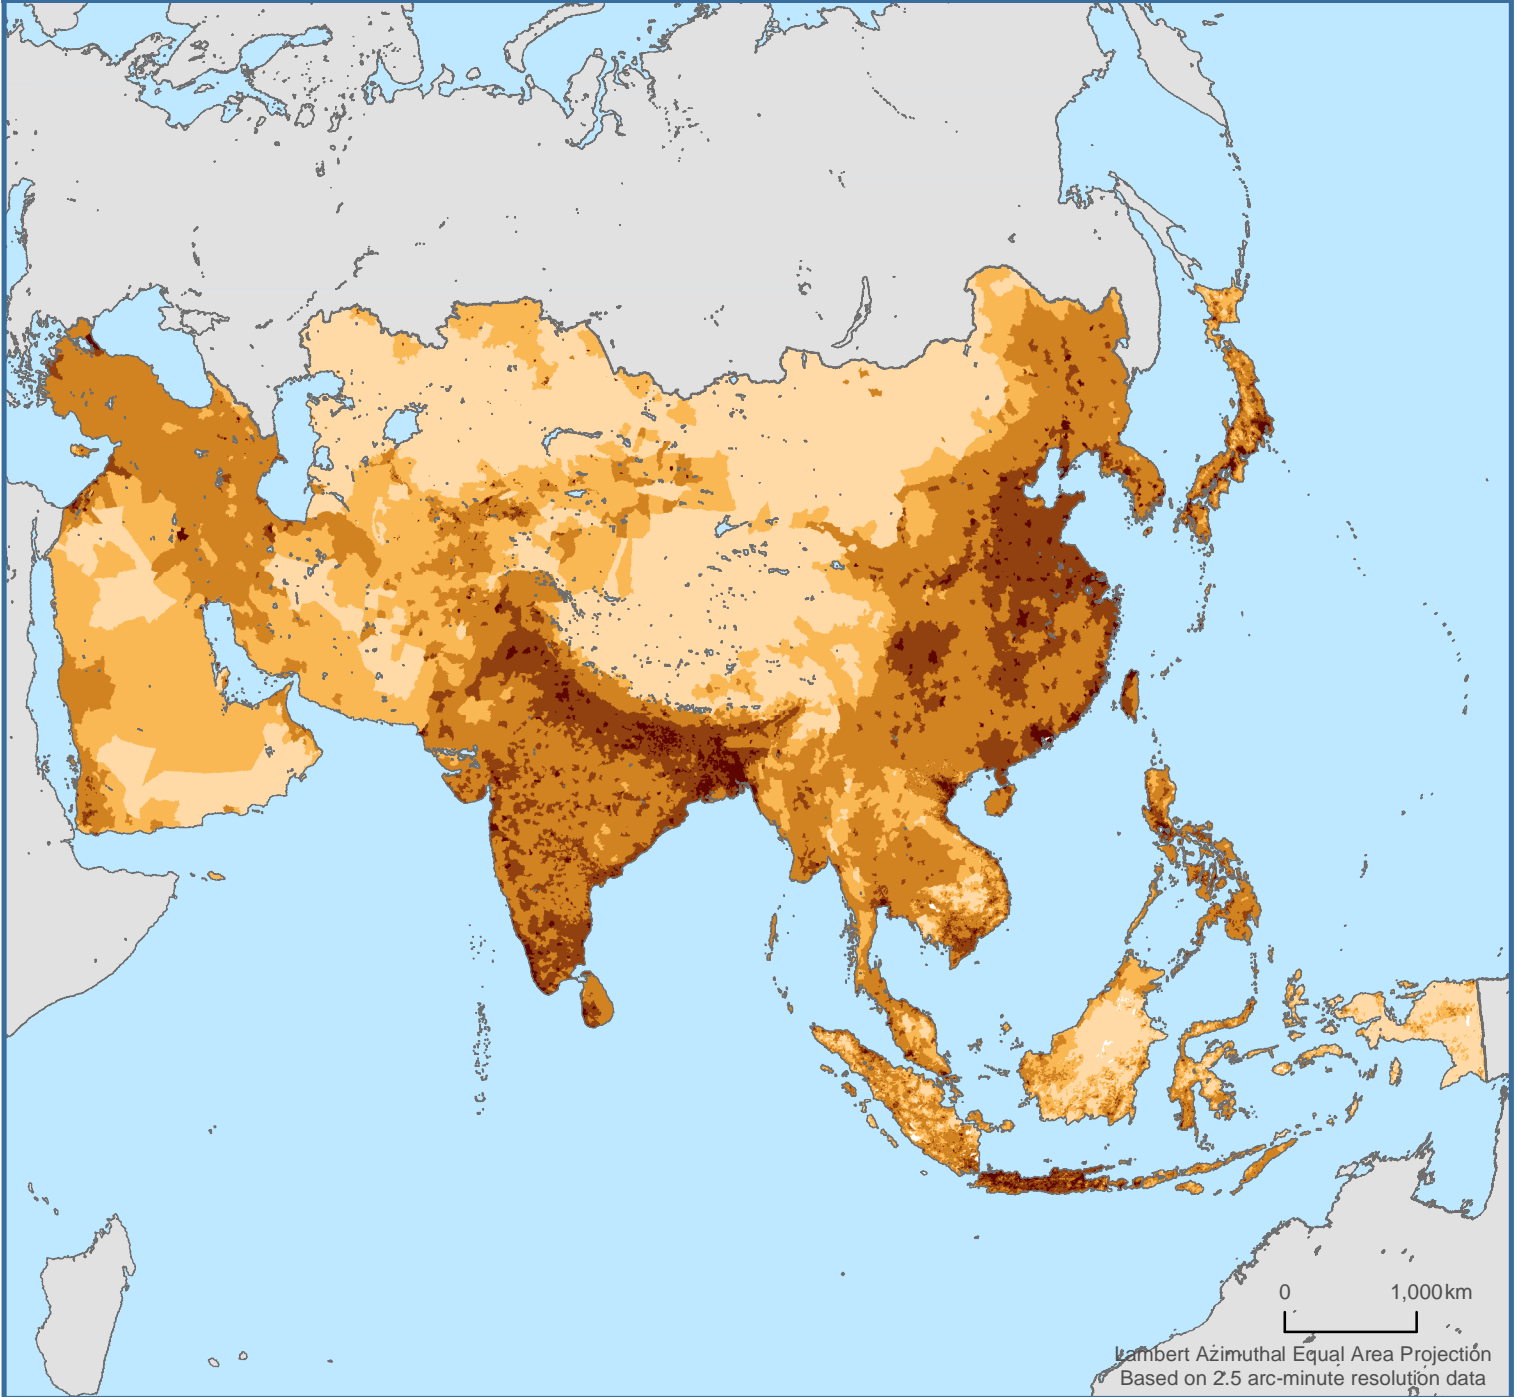 0 1,000km
Lambert Azimuthal Equal Area Projection
Based on 2.5 arc-minute resolution data